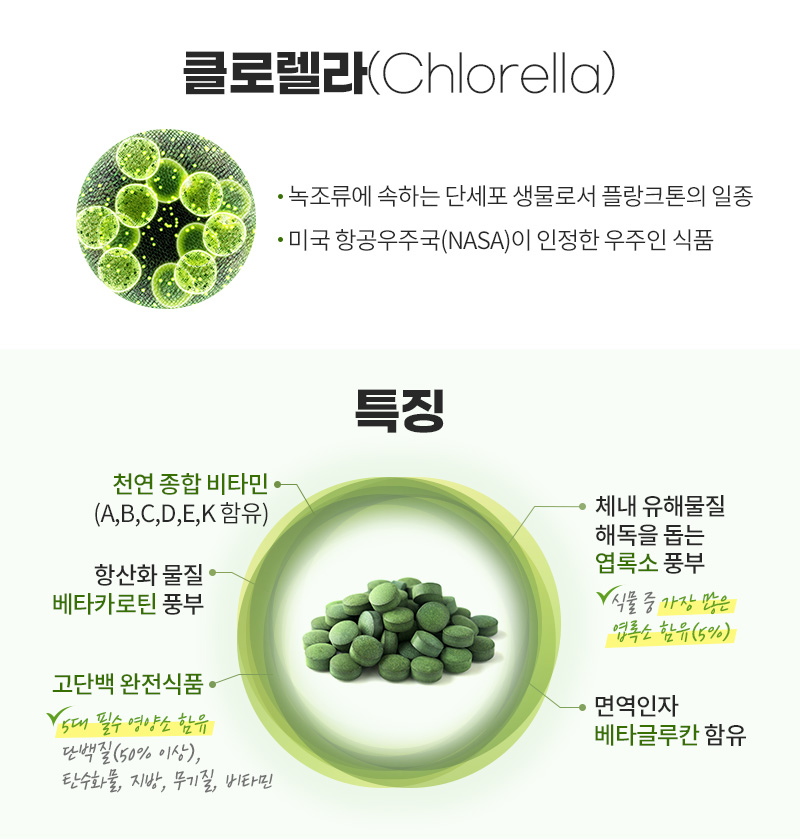 클로렐라(Chlorella)
• 녹조류에 속하는 단세포 생물로서 플랑크톤의 일종
• 미국 항공우주국(NASA)이 인정한 우주인 식품
특징
천연 종합 비타민
(A,B,C,D,E,K 함유)
항산화 물질
베타카로틴 풍부
고단백 완전식품
5대 필수 영양소 함유
단백질(50% 이상),
탄수화물, 지방, 무기질, 비타민
체내 유해물질
해독을 돕는
엽록소 풍부
식물 중 가장 많은
엽록소 함유(5%)
면역인자
베타글루칸 함유